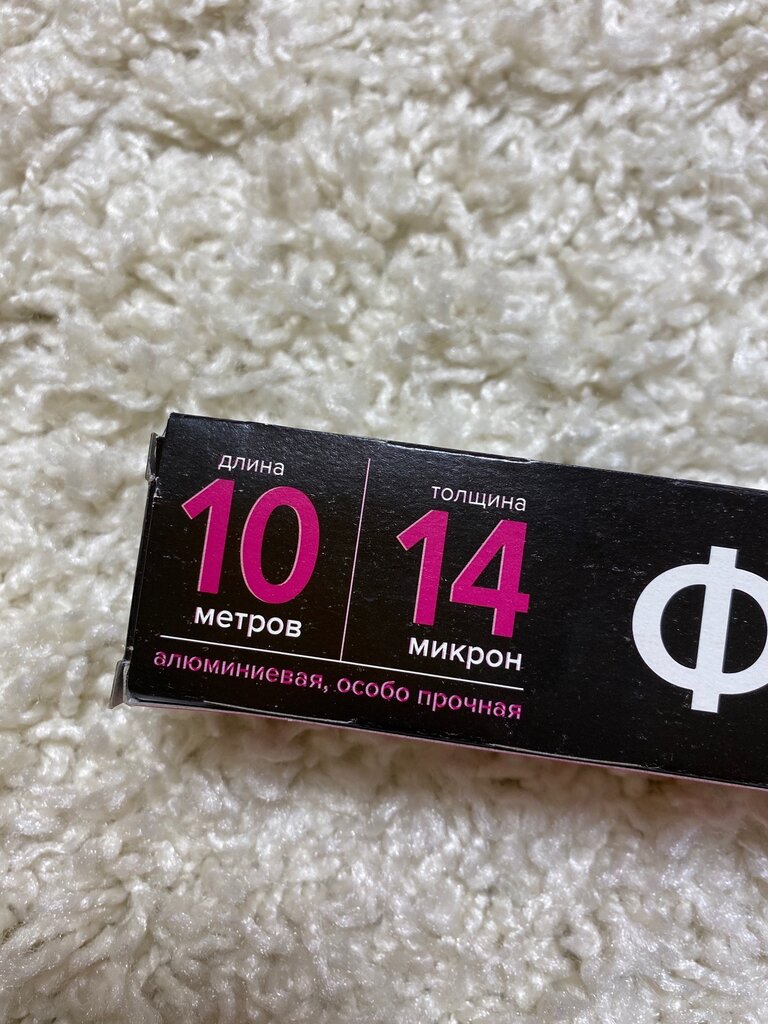 длина
10
метров
толщина
14
микрон
алюминиевая, особо прочная
Ф